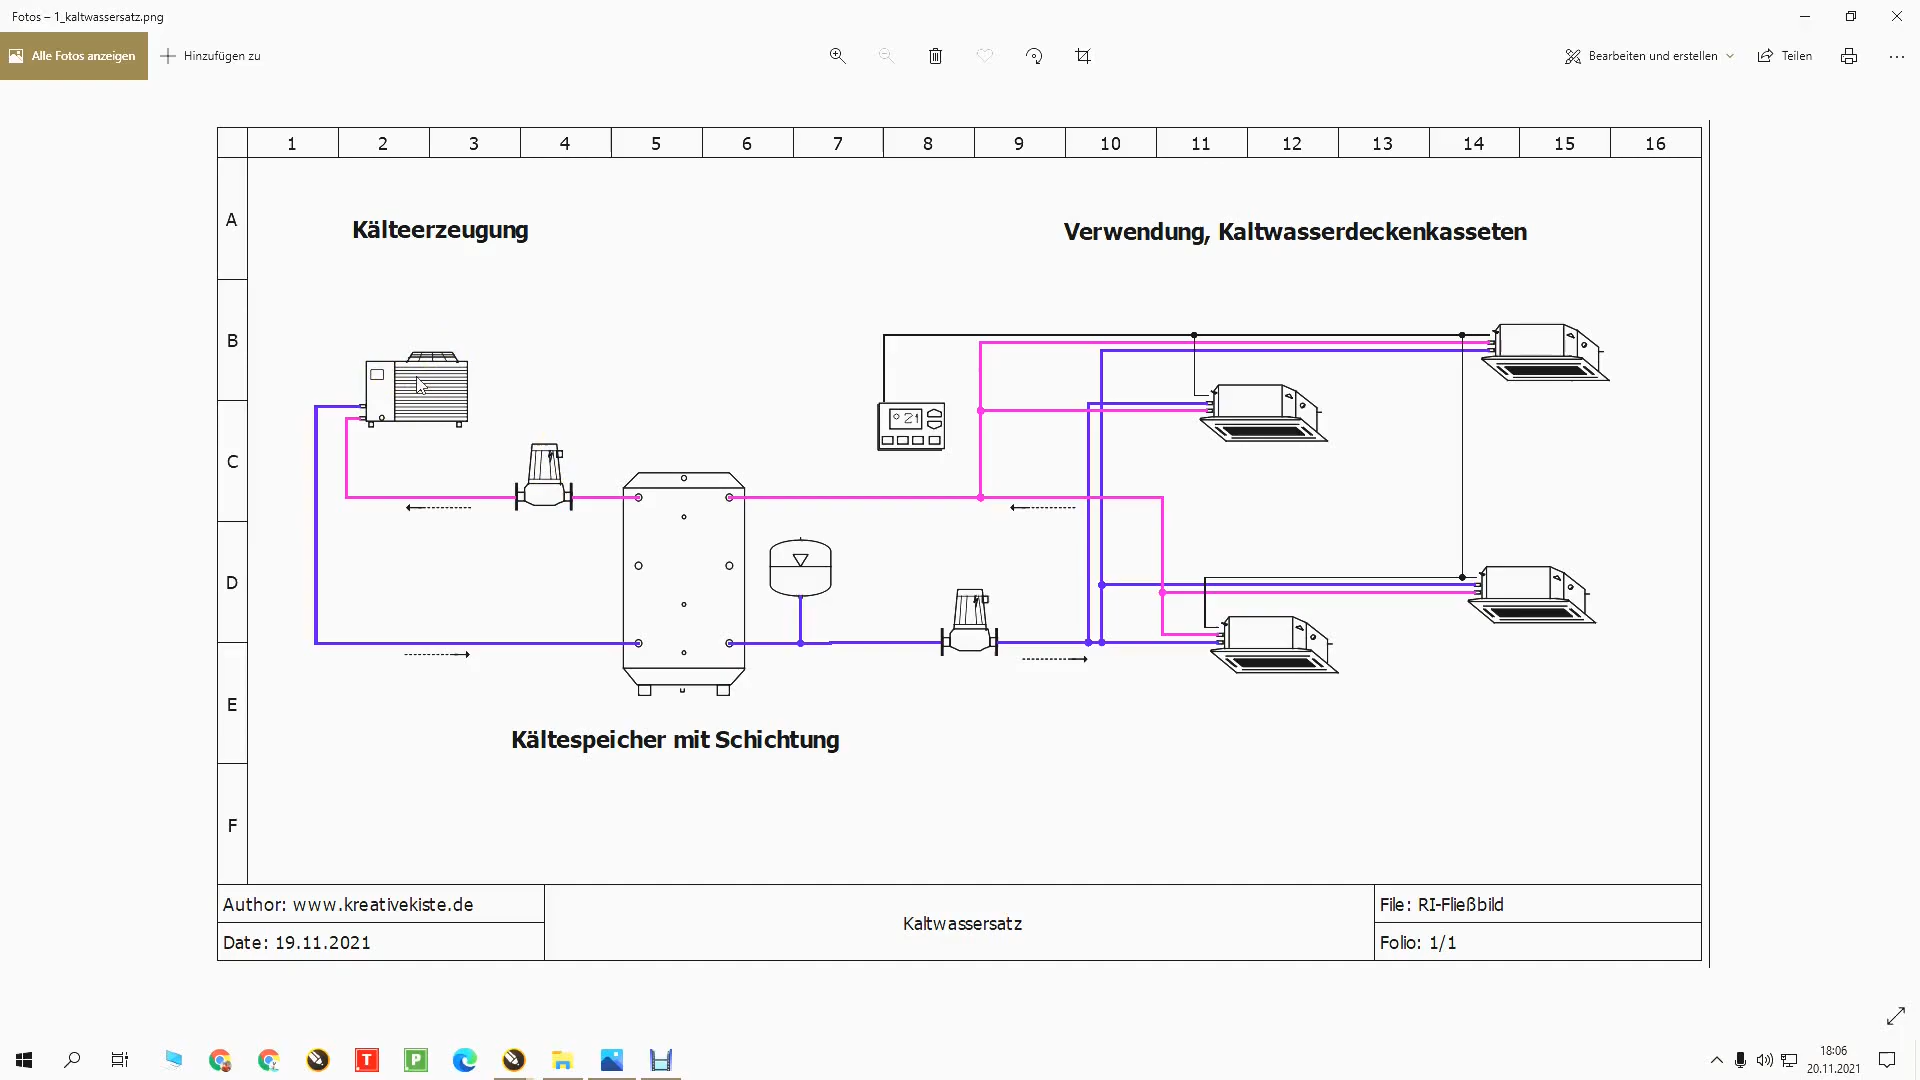 Fotos – 1_kaltwassersatz.png
Alle Fotos anzeigen
Hinzufügen zu
Bearbeiten und erstellen
Teilen
1 2 3 4 5 6 7 8 9 10 11 12 13 14 15 16
A
Kälteerzeugung
Verwendung, Kaltwasserdeckenkasseten
B
° 21
C
D
E
Kältespeicher mit Schichtung
F
Author: www.kreativekiste.de
Date: 19.11.2021
Kaltwassersatz
File: RI-Fließbild
Folio: 1/1
T
P
18:06
20.11.2021